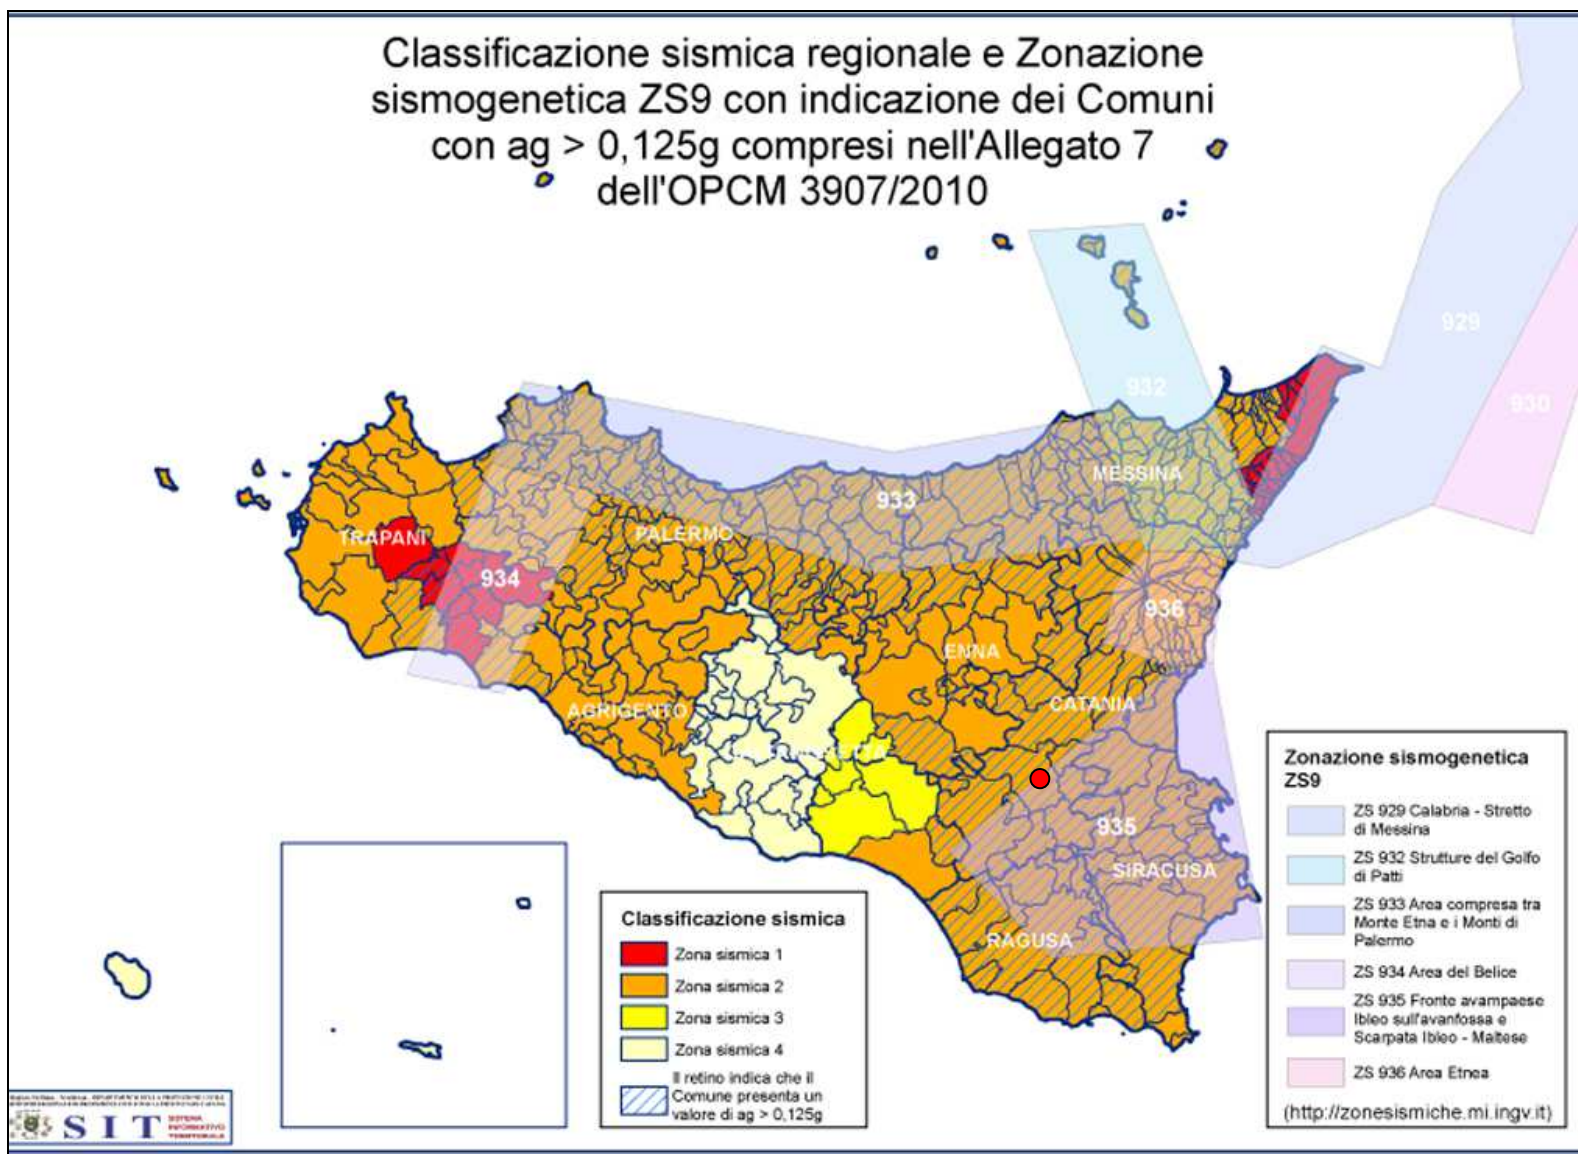 Classificazione sismica regionale e Zonazione
sismogenetica ZS9 con indicazione dei Comuni
con ag > 0,125g compresi nell'Allegato 7
dell'OPCM 3907/2010
929
932
930
MESSINA
933
TRAPANI
PALERMO
934
936
ENNA
CATANIA
AGRIGENTO
935
SIRACUSA
RAGUSA
Classificazione sismica
Zona sismica 1
Zona sismica 2
Zona sismica 3
Zona sismica 4
Il retino indica che il
Comune presenta un
valore di ag > 0,125g
Zonazione sismogenetica
ZS9
ZS 929 Calabria - Stretto
di Messina
ZS 932 Strutture del Golfo
di Patti
ZS 933 Area compresa tra
Monte Etna e i Monti di
Palermo
ZS 934 Area del Belice
ZS 935 Fronte avampaese
Ibleo sull'avanfossa e
Scarpata Ibleo - Maltese
ZS 936 Area Etnea
(http://zonesismiche.mi.ingv.it)
SIT
SISTEMA
INFORMATIVO
TERRITORIALE